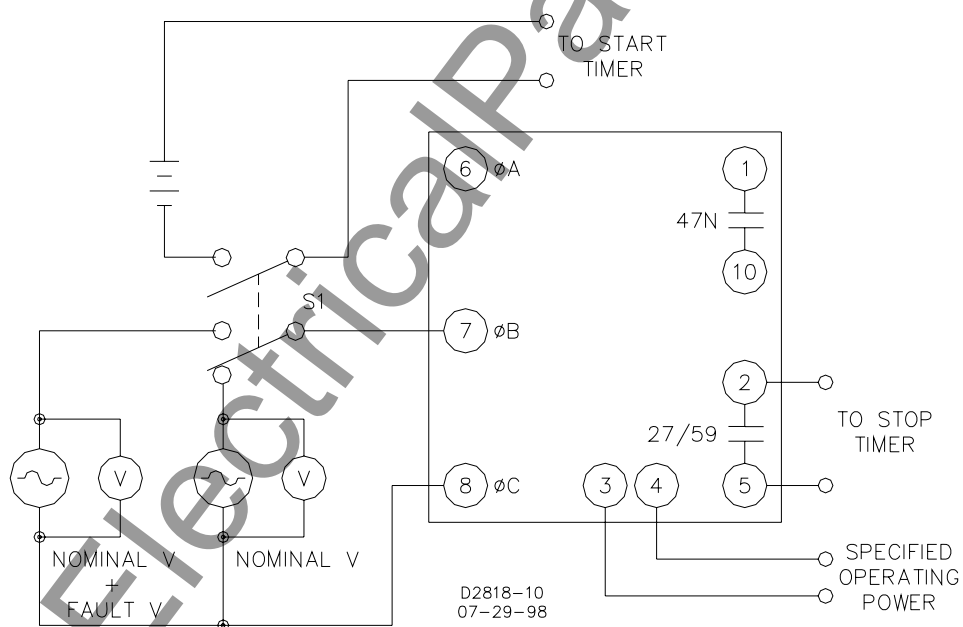 TO START
TIMER
6 øA
1
47N
10
S1
7 øB
2
TO STOP
TIMER
27/59
V
V
8 øC
3
4
5
NOMINAL V
+
FAULT V
NOMINAL V
SPECIFIED
OPERATING
POWER
D2818-10
07-29-98
ElectricalPa